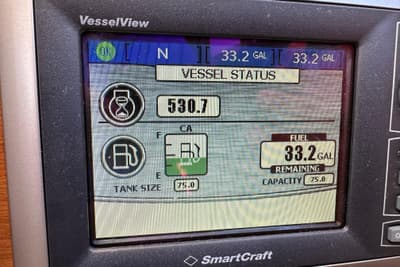 VesselView
OK N 33.2 GAL 33.2 GAL
VESSEL STATUS
530.7
F CA FUEL
33.2 GAL
E REMAINING
TANK SIZE 75.0 CAPACITY 75.0
SmartCraft